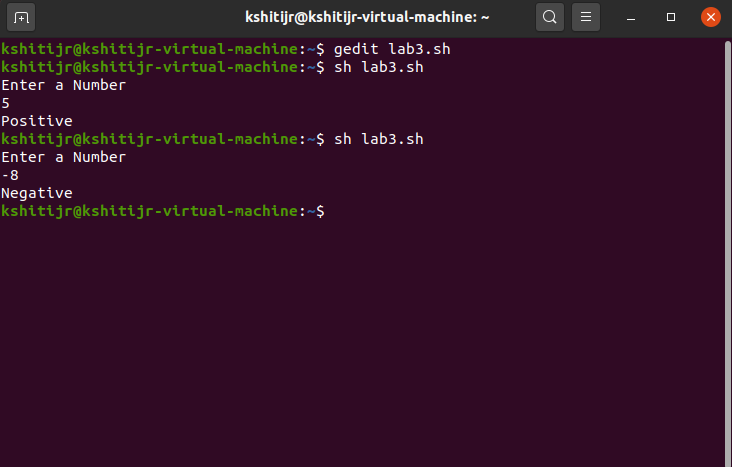 kshitijr@kshitijr-virtual-machine: ~
kshitijr@kshitijr-virtual-machine:~$ gedit lab3.sh
kshitijr@kshitijr-virtual-machine:~$ sh lab3.sh
Enter a Number
5
Positive
kshitijr@kshitijr-virtual-machine:~$ sh lab3.sh
Enter a Number
-8
Negative
kshitijr@kshitijr-virtual-machine:~$